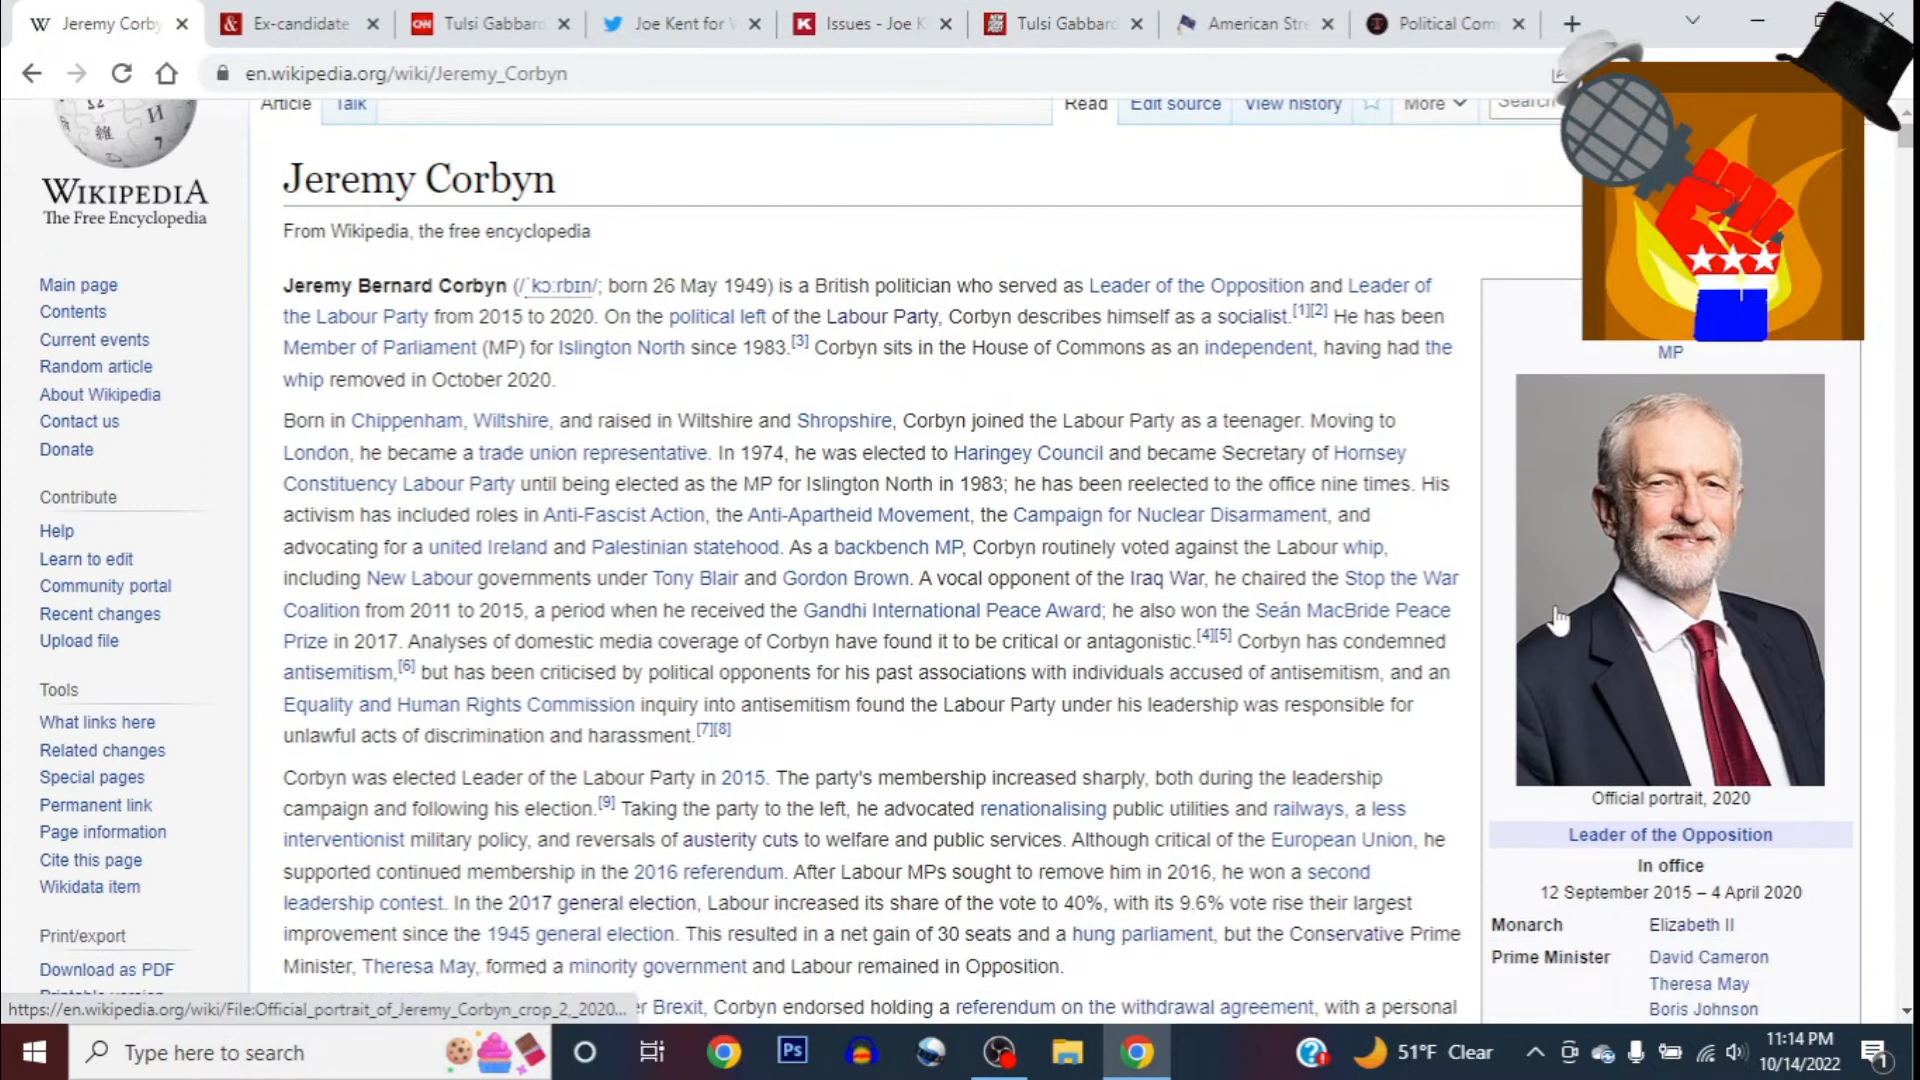 Jeremy Corby
Ex-candidate
CNN
Tulsi Gabbard
Joe Kent for
Issues - Joe K
Tulsi Gabbard
American Stre
Political Com
en.wikipedia.org/wiki/Jeremy_Corbyn
Article Talk Read Edit source View history More Search
WIKIPEDIA
The Free Encyclopedia
Main page
Contents
Current events
Random article
About Wikipedia
Contact us
Donate
Contribute
Help
Learn to edit
Community portal
Recent changes
Upload file
Tools
What links here
Related changes
Special pages
Permanent link
Page information
Cite this page
Wikidata item
Print/export
Download as PDF
Jeremy Corbyn
From Wikipedia, the free encyclopedia
Jeremy Bernard Corbyn (/ˈkɔːrbɪn/; born 26 May 1949) is a British politician who served as Leader of the Opposition and Leader of
the Labour Party from 2015 to 2020. On the political left of the Labour Party, Corbyn describes himself as a socialist.[1][2] He has been
Member of Parliament (MP) for Islington North since 1983.[3] Corbyn sits in the House of Commons as an independent, having had the
whip removed in October 2020.
Born in Chippenham, Wiltshire, and raised in Wiltshire and Shropshire, Corbyn joined the Labour Party as a teenager. Moving to
London, he became a trade union representative. In 1974, he was elected to Haringey Council and became Secretary of Hornsey
Constituency Labour Party until being elected as the MP for Islington North in 1983; he has been reelected to the office nine times. His
activism has included roles in Anti-Fascist Action, the Anti-Apartheid Movement, the Campaign for Nuclear Disarmament, and
advocating for a united Ireland and Palestinian statehood. As a backbench MP, Corbyn routinely voted against the Labour whip,
including New Labour governments under Tony Blair and Gordon Brown. A vocal opponent of the Iraq War, he chaired the Stop the War
Coalition from 2011 to 2015, a period when he received the Gandhi International Peace Award; he also won the Seán MacBride Peace
Prize in 2017. Analyses of domestic media coverage of Corbyn have found it to be critical or antagonistic.[4][5] Corbyn has condemned
antisemitism,[6] but has been criticised by political opponents for his past associations with individuals accused of antisemitism, and an
Equality and Human Rights Commission inquiry into antisemitism found the Labour Party under his leadership was responsible for
unlawful acts of discrimination and harassment.[7][8]
Corbyn was elected Leader of the Labour Party in 2015. The party's membership increased sharply, both during the leadership
campaign and following his election.[9] Taking the party to the left, he advocated renationalising public utilities and railways, a less
interventionist military policy, and reversals of austerity cuts to welfare and public services. Although critical of the European Union, he
supported continued membership in the 2016 referendum. After Labour MPs sought to remove him in 2016, he won a second
leadership contest. In the 2017 general election, Labour increased its share of the vote to 40%, with its 9.6% vote rise their largest
improvement since the 1945 general election. This resulted in a net gain of 30 seats and a hung parliament, but the Conservative Prime
Minister, Theresa May, formed a minority government and Labour remained in Opposition.
Brexit, Corbyn endorsed holding a referendum on the withdrawal agreement, with a personal
MP
Official portrait, 2020
Leader of the Opposition
In office
12 September 2015 – 4 April 2020
Monarch Elizabeth II
Prime Minister David Cameron
Theresa May
Boris Johnson
https://en.wikipedia.org/wiki/File:Official_portrait_of_Jeremy_Corbyn_crop_2,_2020...
Type here to search
Ps
51°F Clear
11:14 PM
10/14/2022
1